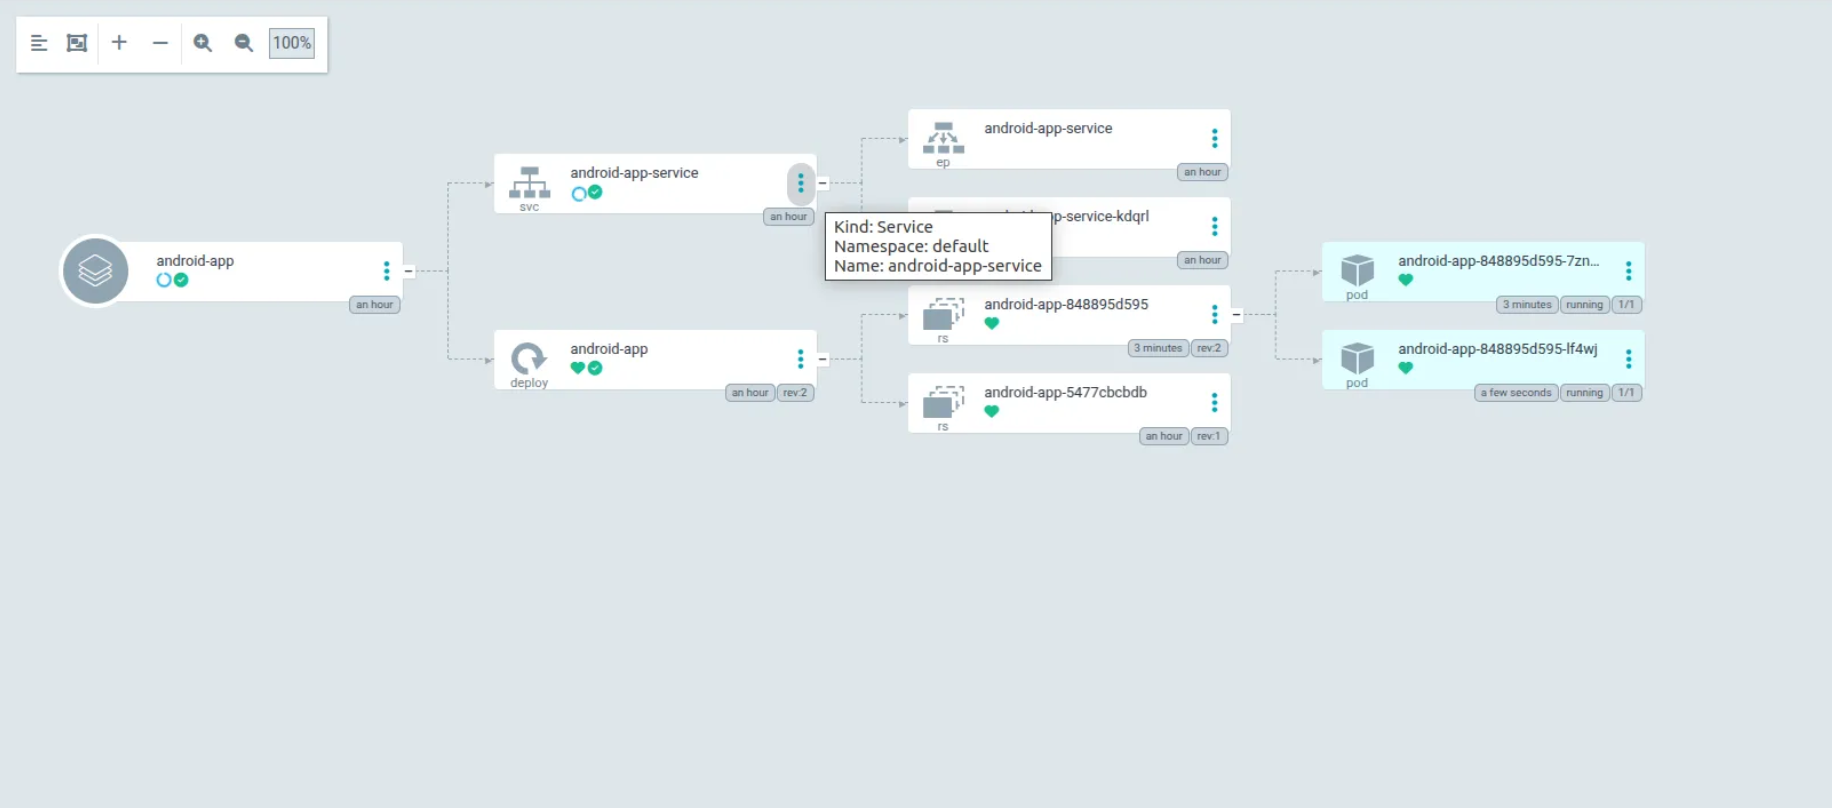 100%
android-app
an hour
android-app-service
svc
an hour
android-app
deploy
an hour rev:2
Kind: Service
Namespace: default
Name: android-app-service
android-app-service
ep
an hour
p-service-kdqrl
an hour
android-app-848895d595
rs
3 minutes rev:2
android-app-5477cbcbdb
rs
an hour rev:1
android-app-848895d595-7zn...
pod
3 minutes running 1/1
android-app-848895d595-lf4wj
pod
a few seconds running 1/1